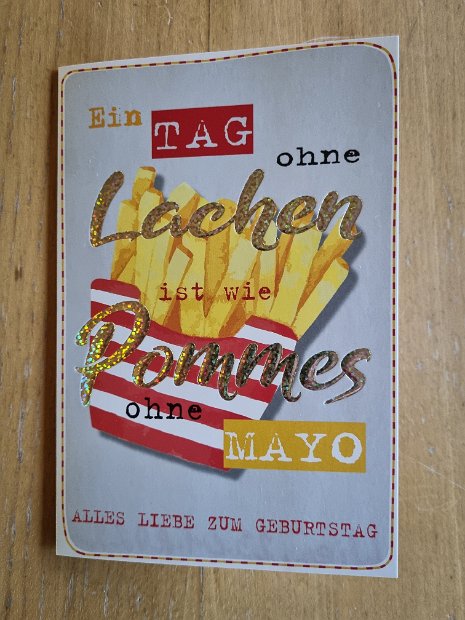 Ein TAG ohne
Lachen
ist wie
Pommes
ohne MAYO
ALLES LIEBE ZUM GEBURTSTAG